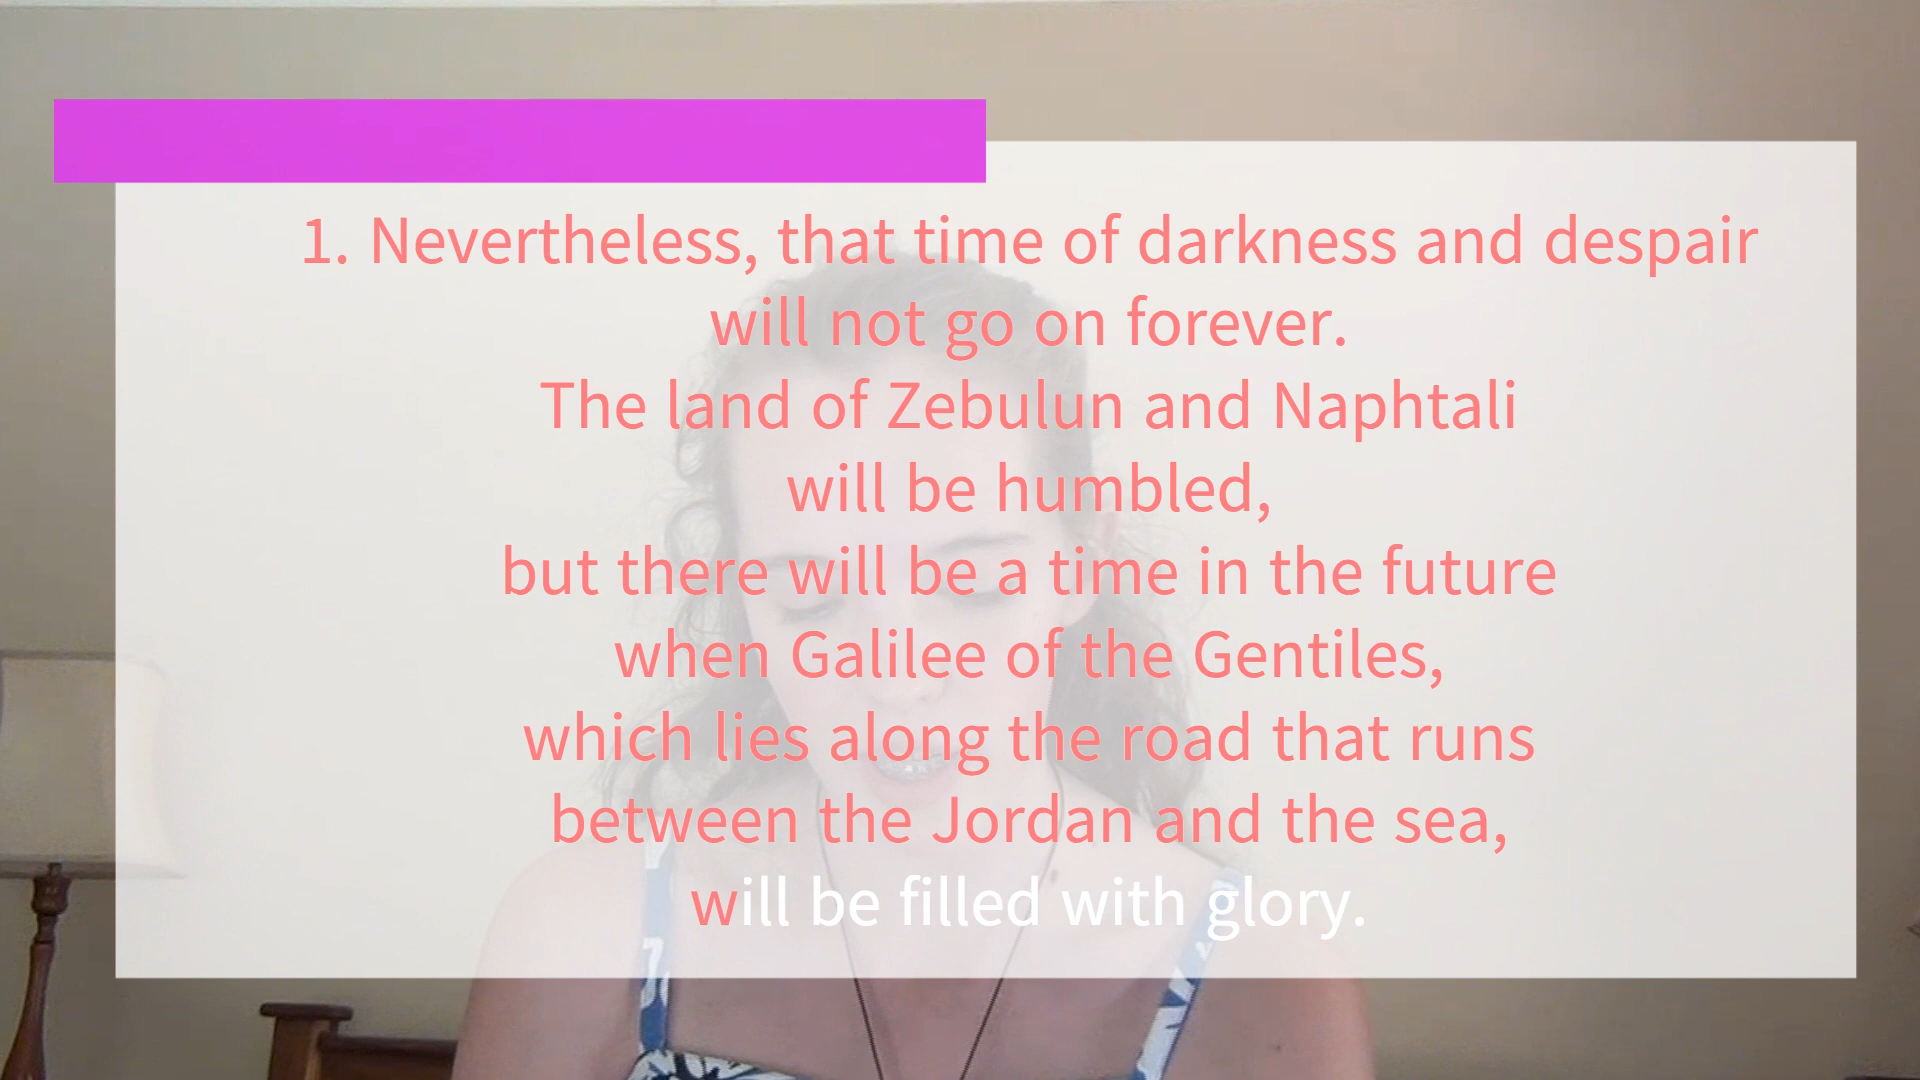 1. Nevertheless, that time of darkness and despair
will not go on forever.
The land of Zebulun and Naphtali
will be humbled,
but there will be a time in the future
when Galilee of the Gentiles,
which lies along the road that runs
between the Jordan and the sea,
will be filled with glory.